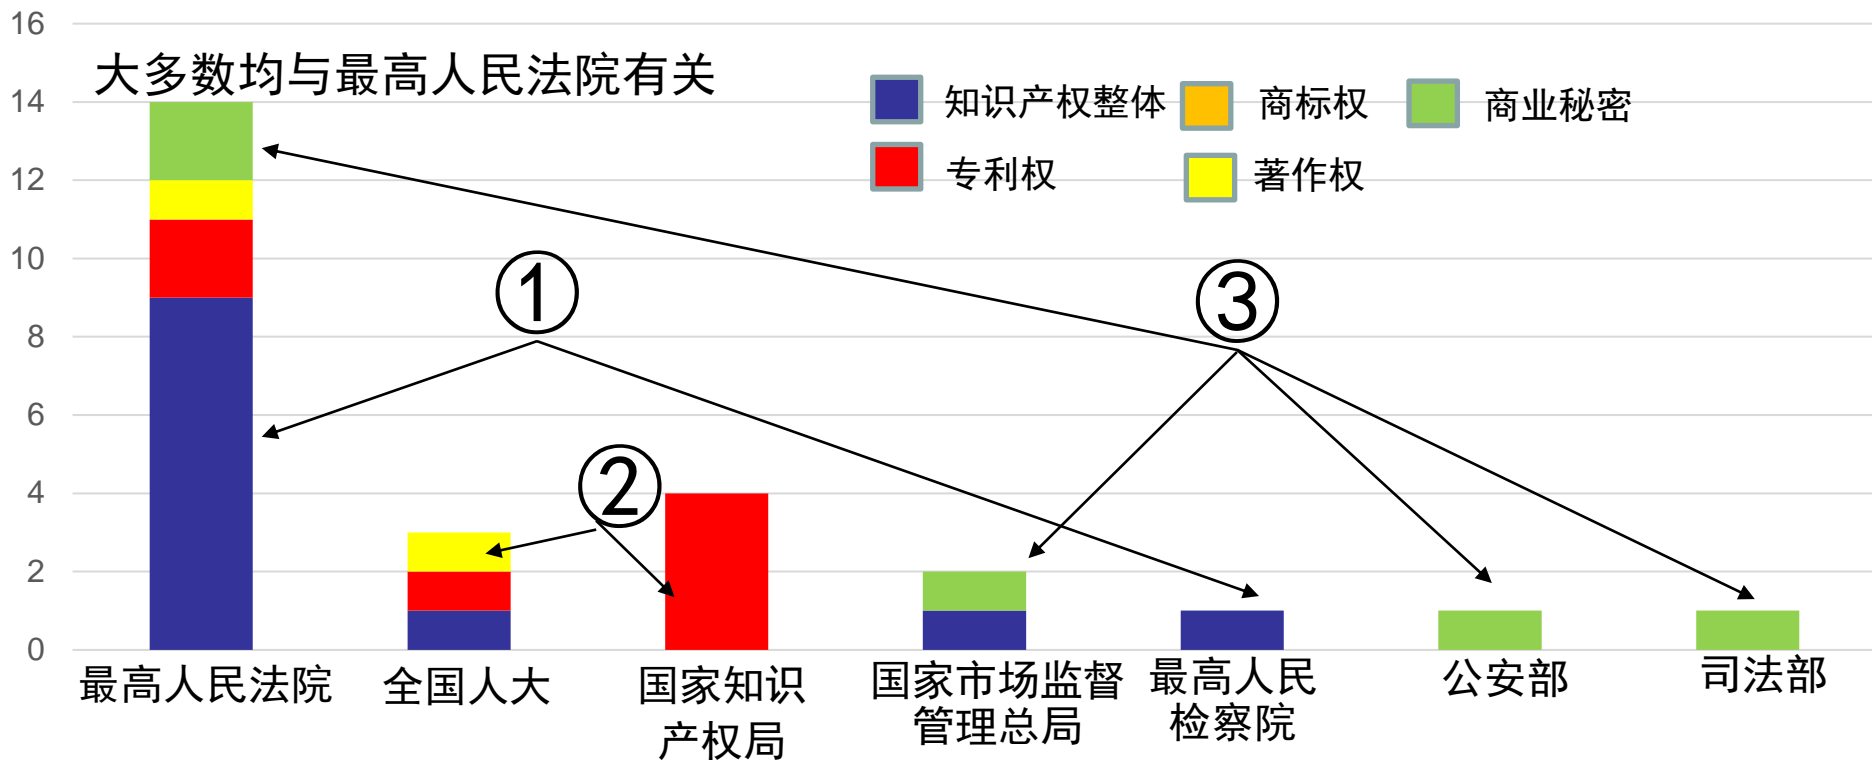 16
大多数均与最高人民法院有关
14
知识产权整体
商标权
商业秘密
专利权
著作权
12
10
8
6
4
2
0
①
②
③
最高人民法院
全国人大
国家知识
产权局
国家市场监督
管理总局
最高人民
检察院
公安部
司法部